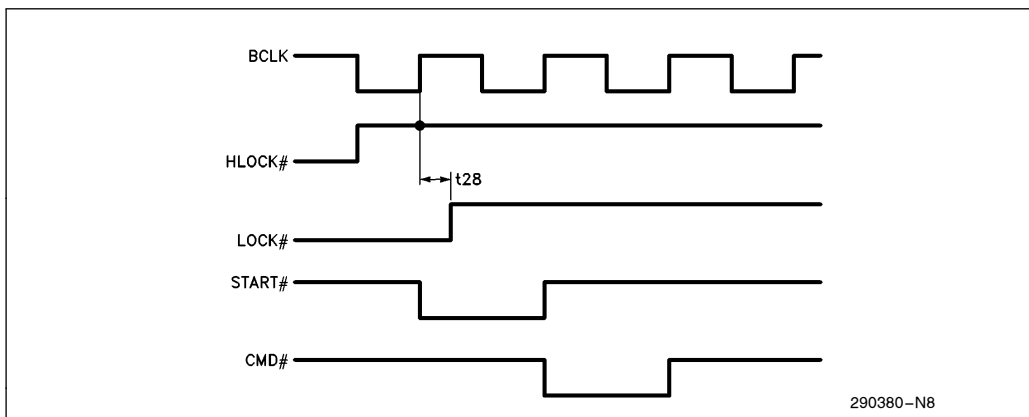 BCLK
HLOCK#
t28
LOCK#
START#
CMD#
290380–N8